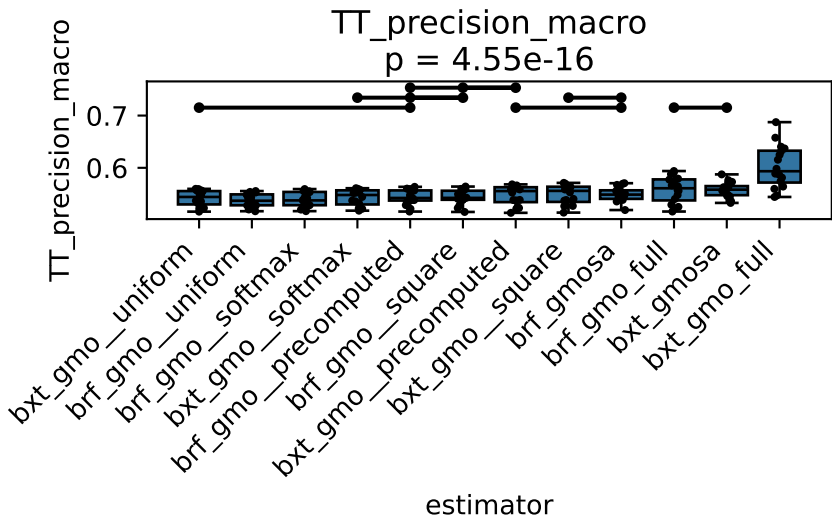 TT_precision_macro
p = 4.55e-16
TT_precision_macro
0.7
0.6
bxt_gmo__uniform
brf_gmo__uniform
brf_gmo__softmax
bxt_gmo__softmax
brf_gmo__precomputed
brf_gmo__square
bxt_gmo__precomputed
bxt_gmo__square
brf_gmosa
brf_gmo_full
bxt_gmosa
bxt_gmo_full
estimator